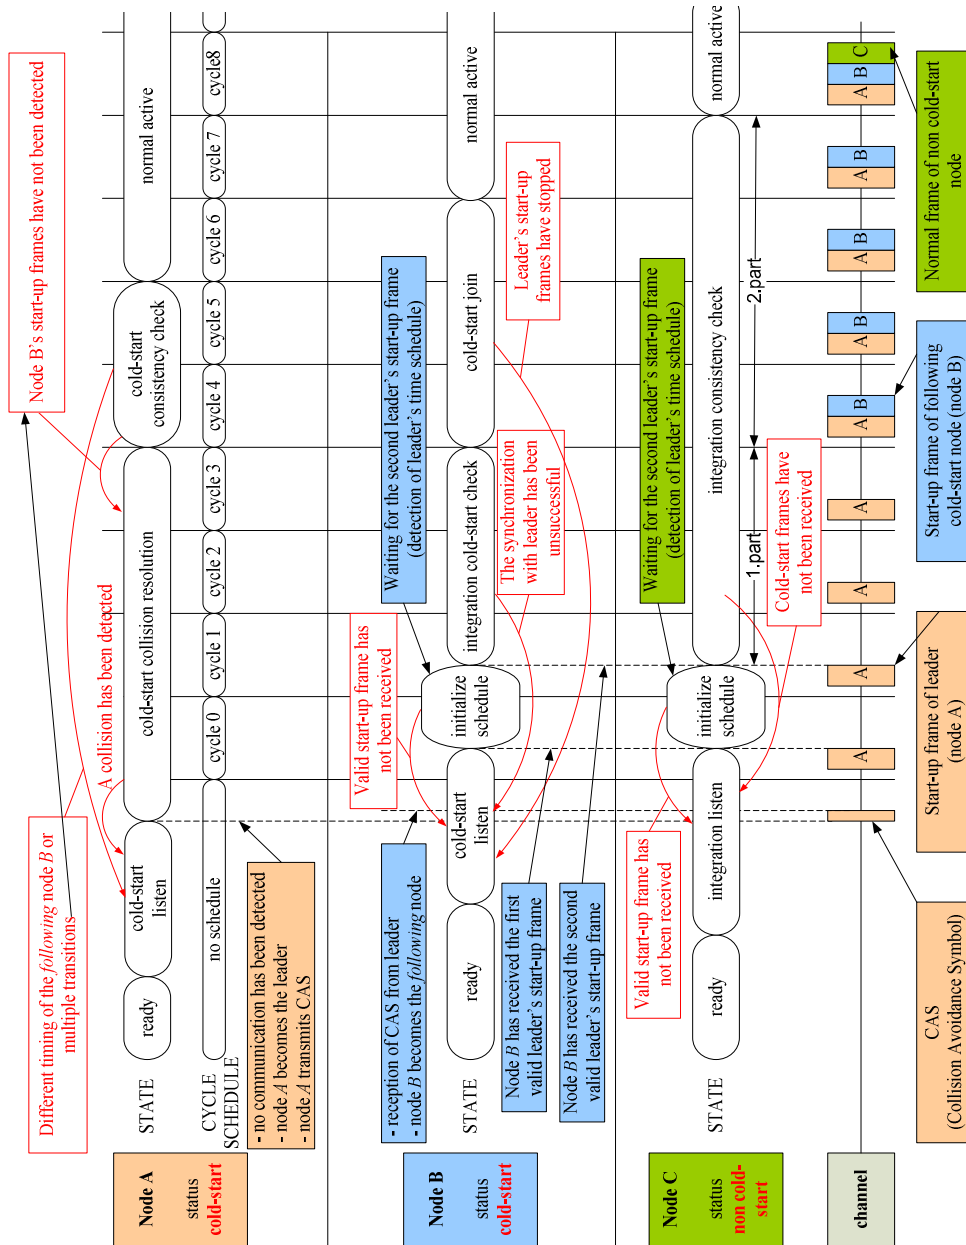 Node B's start-up frames have not been detected
Different timing of the following node B or
multiple transitions
A collision has been detected
Node A
status
cold-start
STATE
ready
cold-start
listen
cold-start collision resolution
cold-start
consistency check
normal active
CYCLE
SCHEDULE
no schedule
cycle 0
cycle 1
cycle 2
cycle 3
cycle 4
cycle 5
cycle 6
cycle 7
cycle8
- no communication has been detected
- node A becomes the leader
- node A transmits CAS
Valid start-up frame has
not been received
Waiting for the second leader's start-up frame
(detection of leader's time schedule)
- reception of CAS from leader
- node B becomes the following node
Node B
status
cold-start
STATE
ready
cold-start
listen
initialize
schedule
integration cold-start check
cold-start join
normal active
Node B has received the first
valid leader's start-up frame
The synchronization
with leader has been
unsuccessful
Leader's start-up
frames have stopped
Node B has received the second
valid leader's start-up frame
Valid start-up frame has
not been received
Waiting for the second leader's start-up frame
(detection of leader's time schedule)
Node C
status
non cold-
start
STATE
ready
integration listen
initialize
schedule
integration consistency check
normal active
1.part
2.part
Cold-start frames have
not been received
channel
A
A
A
A
A B
A B
A B
A B
A B C
CAS
(Collision Avoidance Symbol)
Start-up frame of leader
(node A)
Start-up frame of following
cold-start node (node B)
Normal frame of non cold-start
node